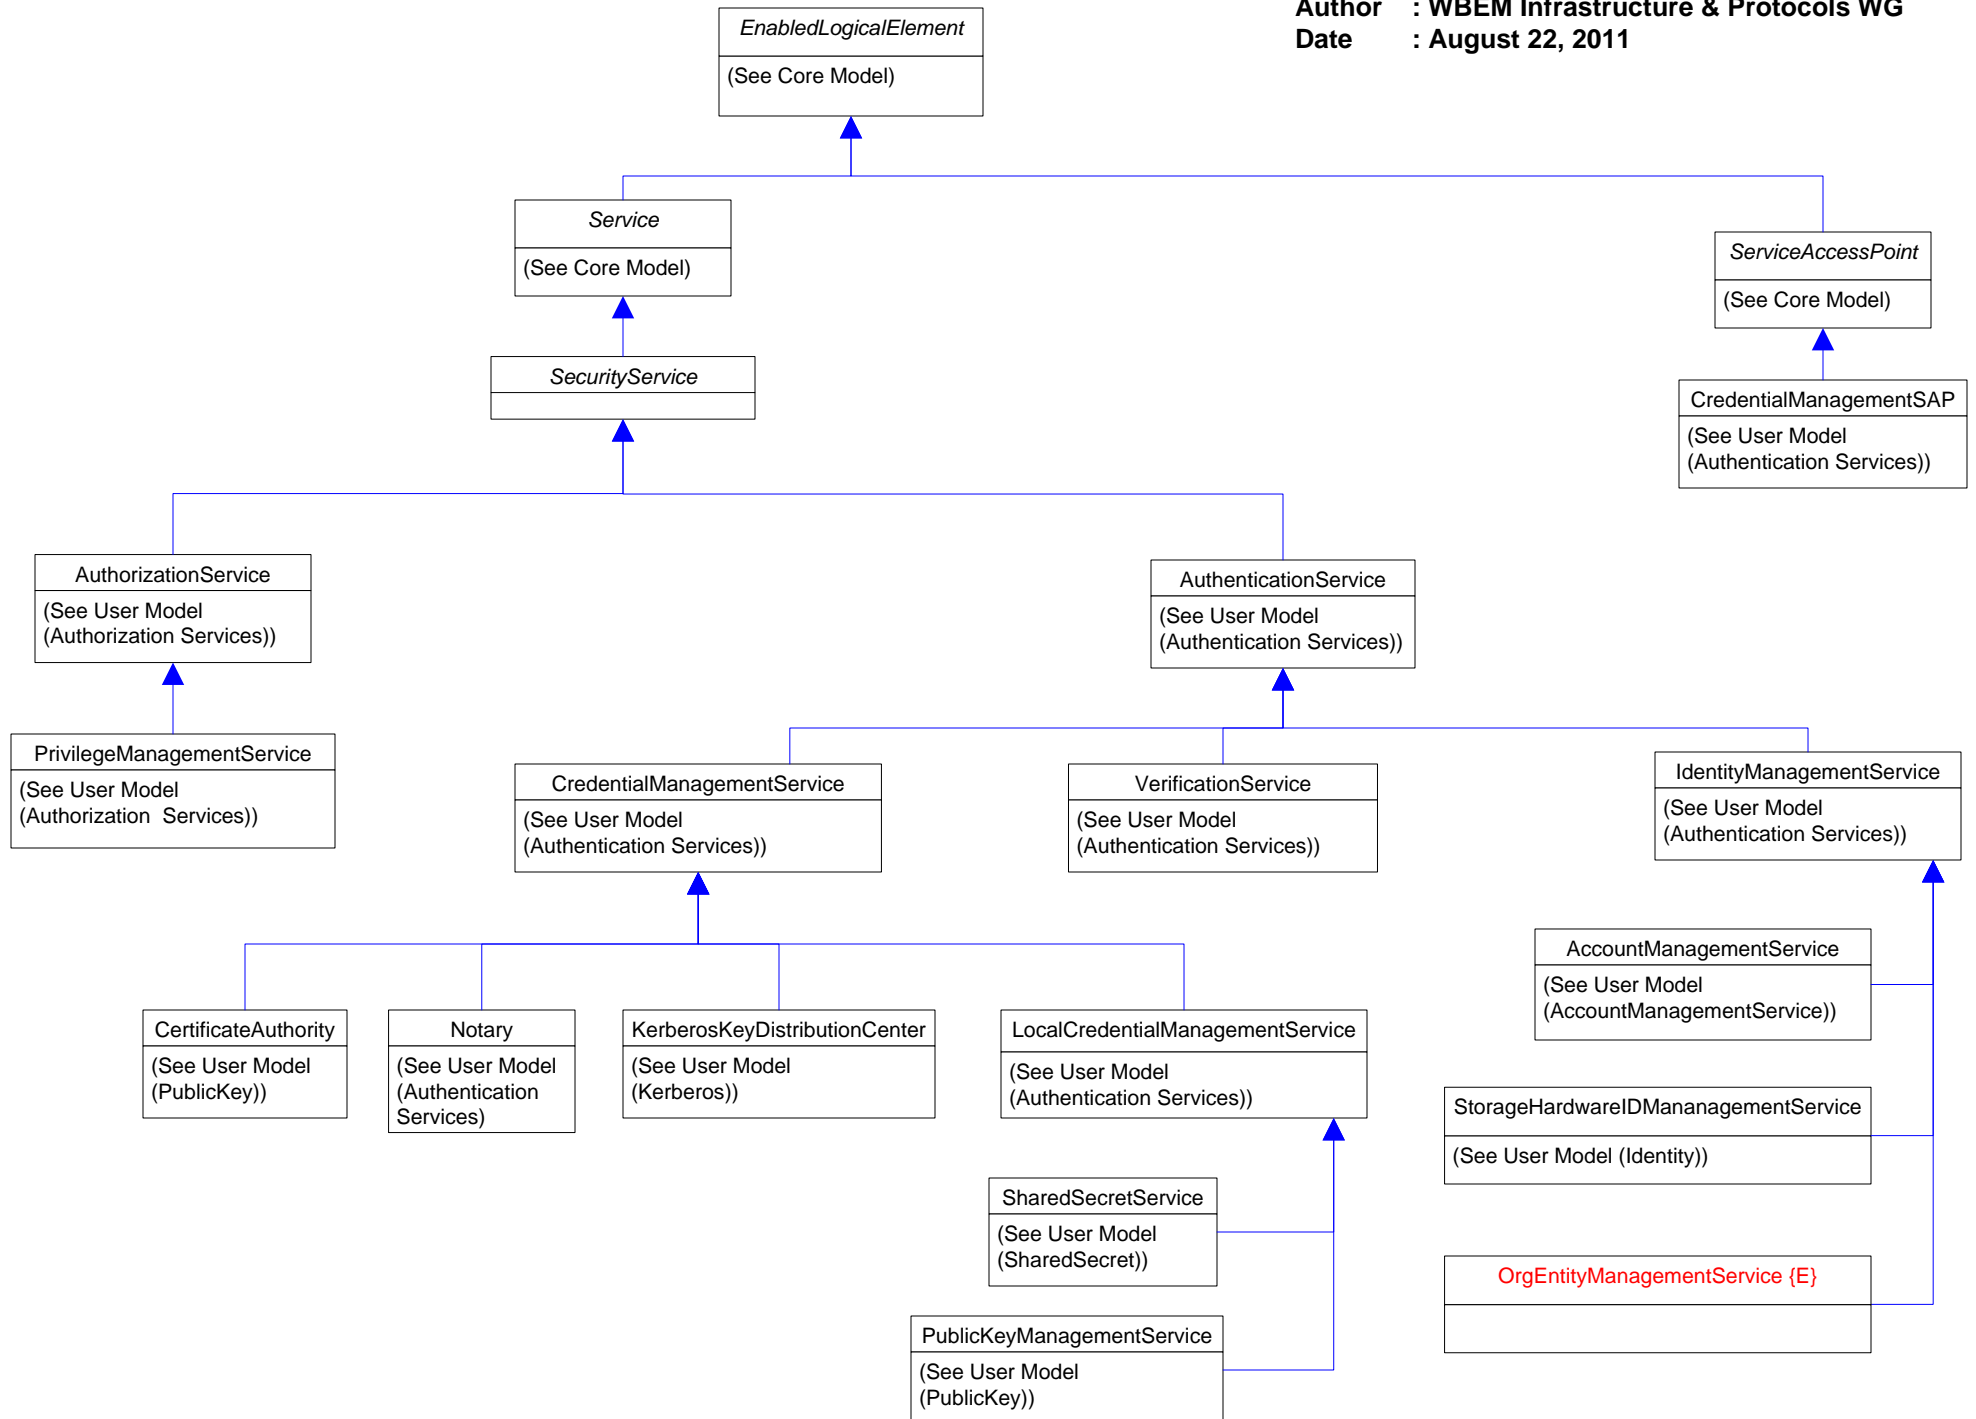 Author : WBEM Infrastructure & Protocols WG
Date : August 22, 2011
EnabledLogicalElement
(See Core Model)
Service
(See Core Model)
ServiceAccessPoint
(See Core Model)
SecurityService
CredentialManagementSAP
(See User Model
(Authentication Services))
AuthorizationService
(See User Model
(Authorization Services))
AuthenticationService
(See User Model
(Authentication Services))
PrivilegeManagementService
(See User Model
(Authorization  Services))
CredentialManagementService
(See User Model
(Authentication Services))
VerificationService
(See User Model
(Authentication Services))
IdentityManagementService
(See User Model
(Authentication Services))
AccountManagementService
(See User Model
(AccountManagementService))
CertificateAuthority
(See User Model
(PublicKey))
Notary
(See User Model
(Authentication
Services)
KerberosKeyDistributionCenter
(See User Model
(Kerberos))
LocalCredentialManagementService
(See User Model
(Authentication Services))
StorageHardwareIDMananagementService
(See User Model (Identity))
SharedSecretService
(See User Model
(SharedSecret))
OrgEntityManagementService {E}
PublicKeyManagementService
(See User Model
(PublicKey))